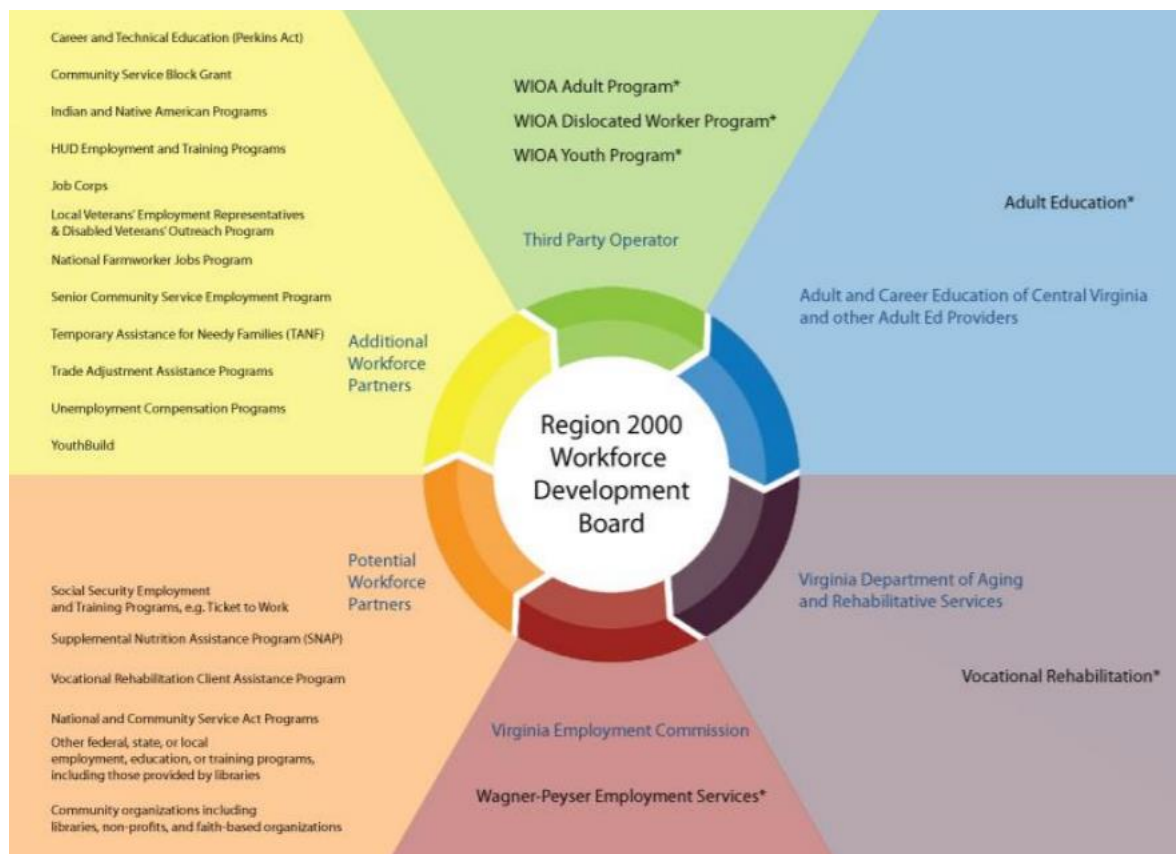 Career and Technical Education (Perkins Act)
Community Service Block Grant
Indian and Native American Programs
HUD Employment and Training Programs
Job Corps
Local Veterans' Employment Representatives
& Disabled Veterans' Outreach Program
National Farmworker Jobs Program
Senior Community Service Employment Program
Temporary Assistance for Needy Families (TANF)
Trade Adjustment Assistance Programs
Unemployment Compensation Programs
YouthBuild
Additional
Workforce
Partners
WIOA Adult Program*
WIOA Dislocated Worker Program*
WIOA Youth Program*
Third Party Operator
Adult Education*
Adult and Career Education of Central Virginia
and other Adult Ed Providers
Region 2000
Workforce
Development
Board
Potential
Workforce
Partners
Social Security Employment
and Training Programs, e.g. Ticket to Work
Supplemental Nutrition Assistance Program (SNAP)
Vocational Rehabilitation Client Assistance Program
National and Community Service Act Programs
Other federal, state, or local
employment, education, or training programs,
including those provided by libraries
Community organizations including
libraries, non-profits, and faith-based organizations
Virginia Employment Commission
Wagner-Peyser Employment Services*
Virginia Department of Aging
and Rehabilitative Services
Vocational Rehabilitation*